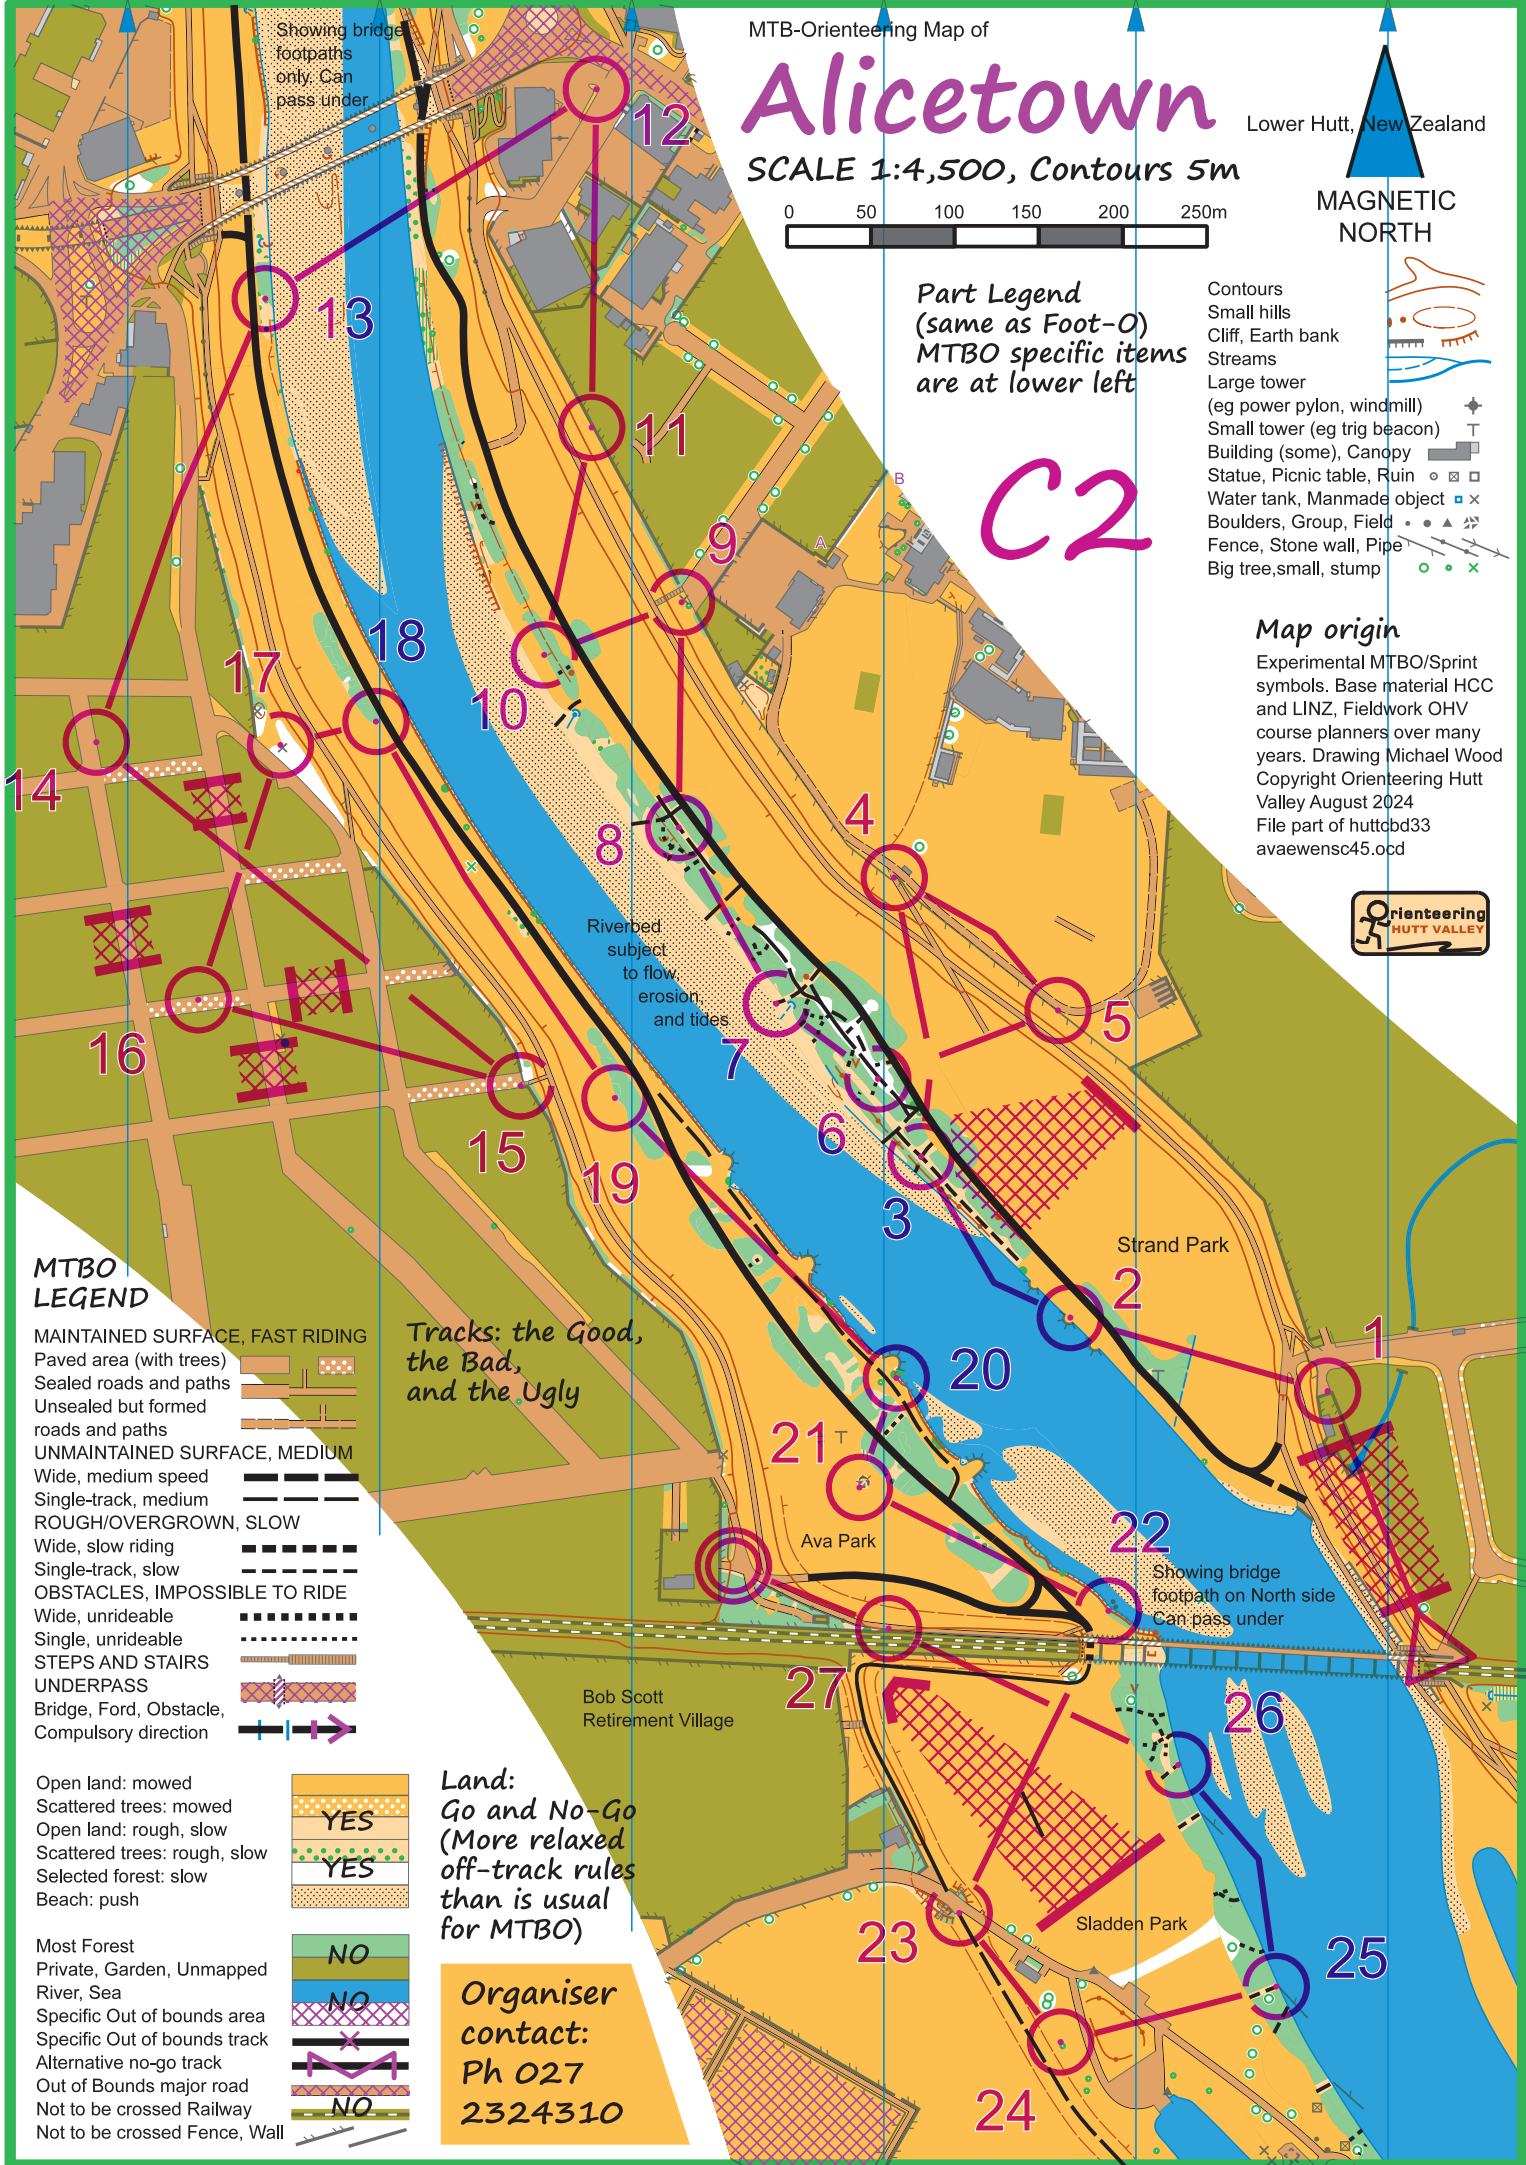 Showing bridge
footpaths
only. Can
pass under
MTB-Orienteering Map of
Alicetown
Lower Hutt, New Zealand
SCALE 1:4,500, Contours 5m
0 50 100 150 200 250m
MAGNETIC
NORTH
Part Legend
(same as Foot-O)
MTBO specific items
are at lower left
Contours
Small hills
Cliff, Earth bank
Streams
Large tower
(eg power pylon, windmill)
Small tower (eg trig beacon)
Building (some), Canopy
Statue, Picnic table, Ruin
Water tank, Manmade object
Boulders, Group, Field
Fence, Stone wall, Pipe
Big tree,small, stump
C2
Map origin
Experimental MTBO/Sprint
symbols. Base material HCC
and LINZ, Fieldwork OHV
course planners over many
years. Drawing Michael Wood
Copyright Orienteering Hutt
Valley August 2024
File part of huttcbd33
avaewensc45.ocd
Orienteering
HUTT VALLEY
12
13
11
B
A
9
18
17
10
14
4
8
Riverbed
subject
to flow,
erosion,
and tides
5
16
7
6
15
19
3
Strand Park
2
1
20
21
Ava Park
22
Showing bridge
footpath on North side
Can pass under
27
Bob Scott
Retirement Village
26
23
Sladden Park
25
24
MTBO
LEGEND
MAINTAINED SURFACE, FAST RIDING
Paved area (with trees)
Sealed roads and paths
Unsealed but formed
roads and paths
UNMAINTAINED SURFACE, MEDIUM
Wide, medium speed
Single-track, medium
ROUGH/OVERGROWN, SLOW
Wide, slow riding
Single-track, slow
OBSTACLES, IMPOSSIBLE TO RIDE
Wide, unrideable
Single, unrideable
STEPS AND STAIRS
UNDERPASS
Bridge, Ford, Obstacle,
Compulsory direction
Tracks: the Good,
the Bad,
and the Ugly
Open land: mowed
Scattered trees: mowed
Open land: rough, slow
Scattered trees: rough, slow
Selected forest: slow
Beach: push
YES
YES
Most Forest
Private, Garden, Unmapped
River, Sea
Specific Out of bounds area
Specific Out of bounds track
Alternative no-go track
Out of Bounds major road
Not to be crossed Railway
Not to be crossed Fence, Wall
NO
NO
NO
Land:
Go and No-Go
(More relaxed
off-track rules
than is usual
for MTBO)
Organiser
contact:
Ph 027
2324310